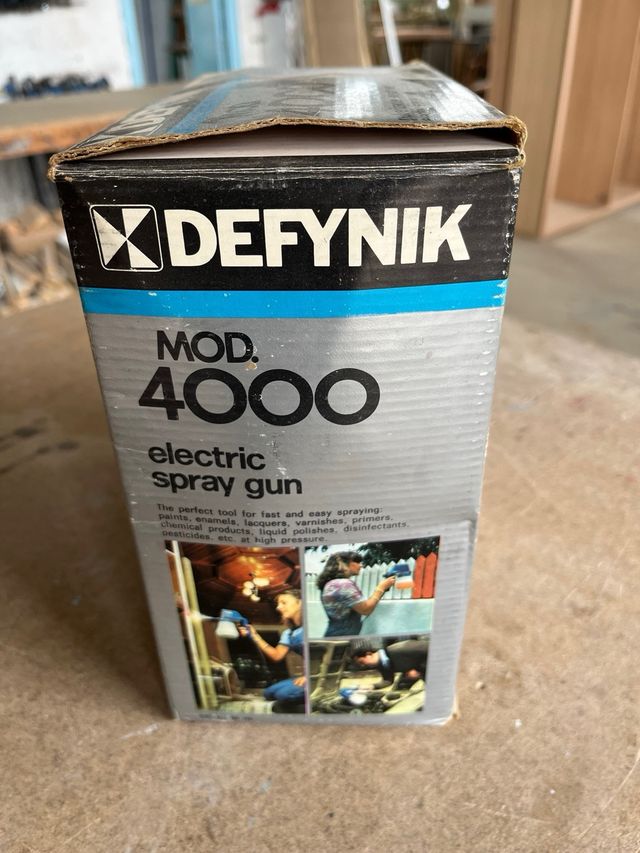 DEFYNIK
MOD.
4000
electric
spray gun
The perfect tool for fast and easy spraying:
paints, enamels, lacquers, varnishes, primers,
chemical products, liquid polishes, disinfectants,
pesticides, etc. at high pressure.